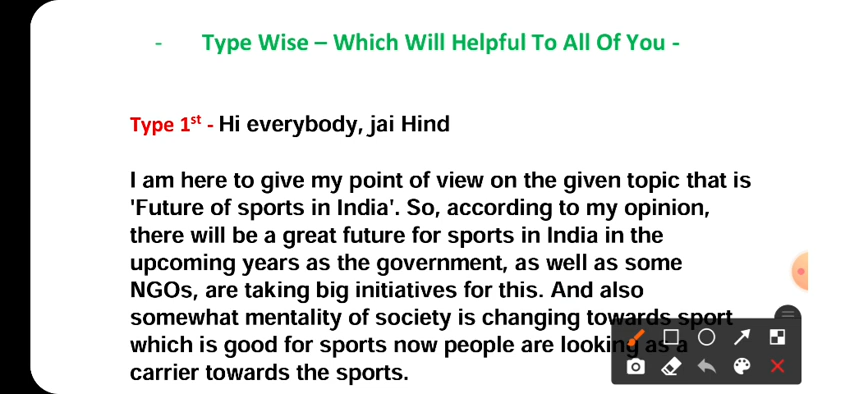 - Type Wise – Which Will Helpful To All Of You -
Type 1st - Hi everybody, jai Hind
I am here to give my point of view on the given topic that is
'Future of sports in India'. So, according to my opinion,
there will be a great future for sports in India in the
upcoming years as the government, as well as some
NGOs, are taking big initiatives for this. And also
somewhat mentality of society is changing towards sport
which is good for sports now people are looking as a
carrier towards the sports.